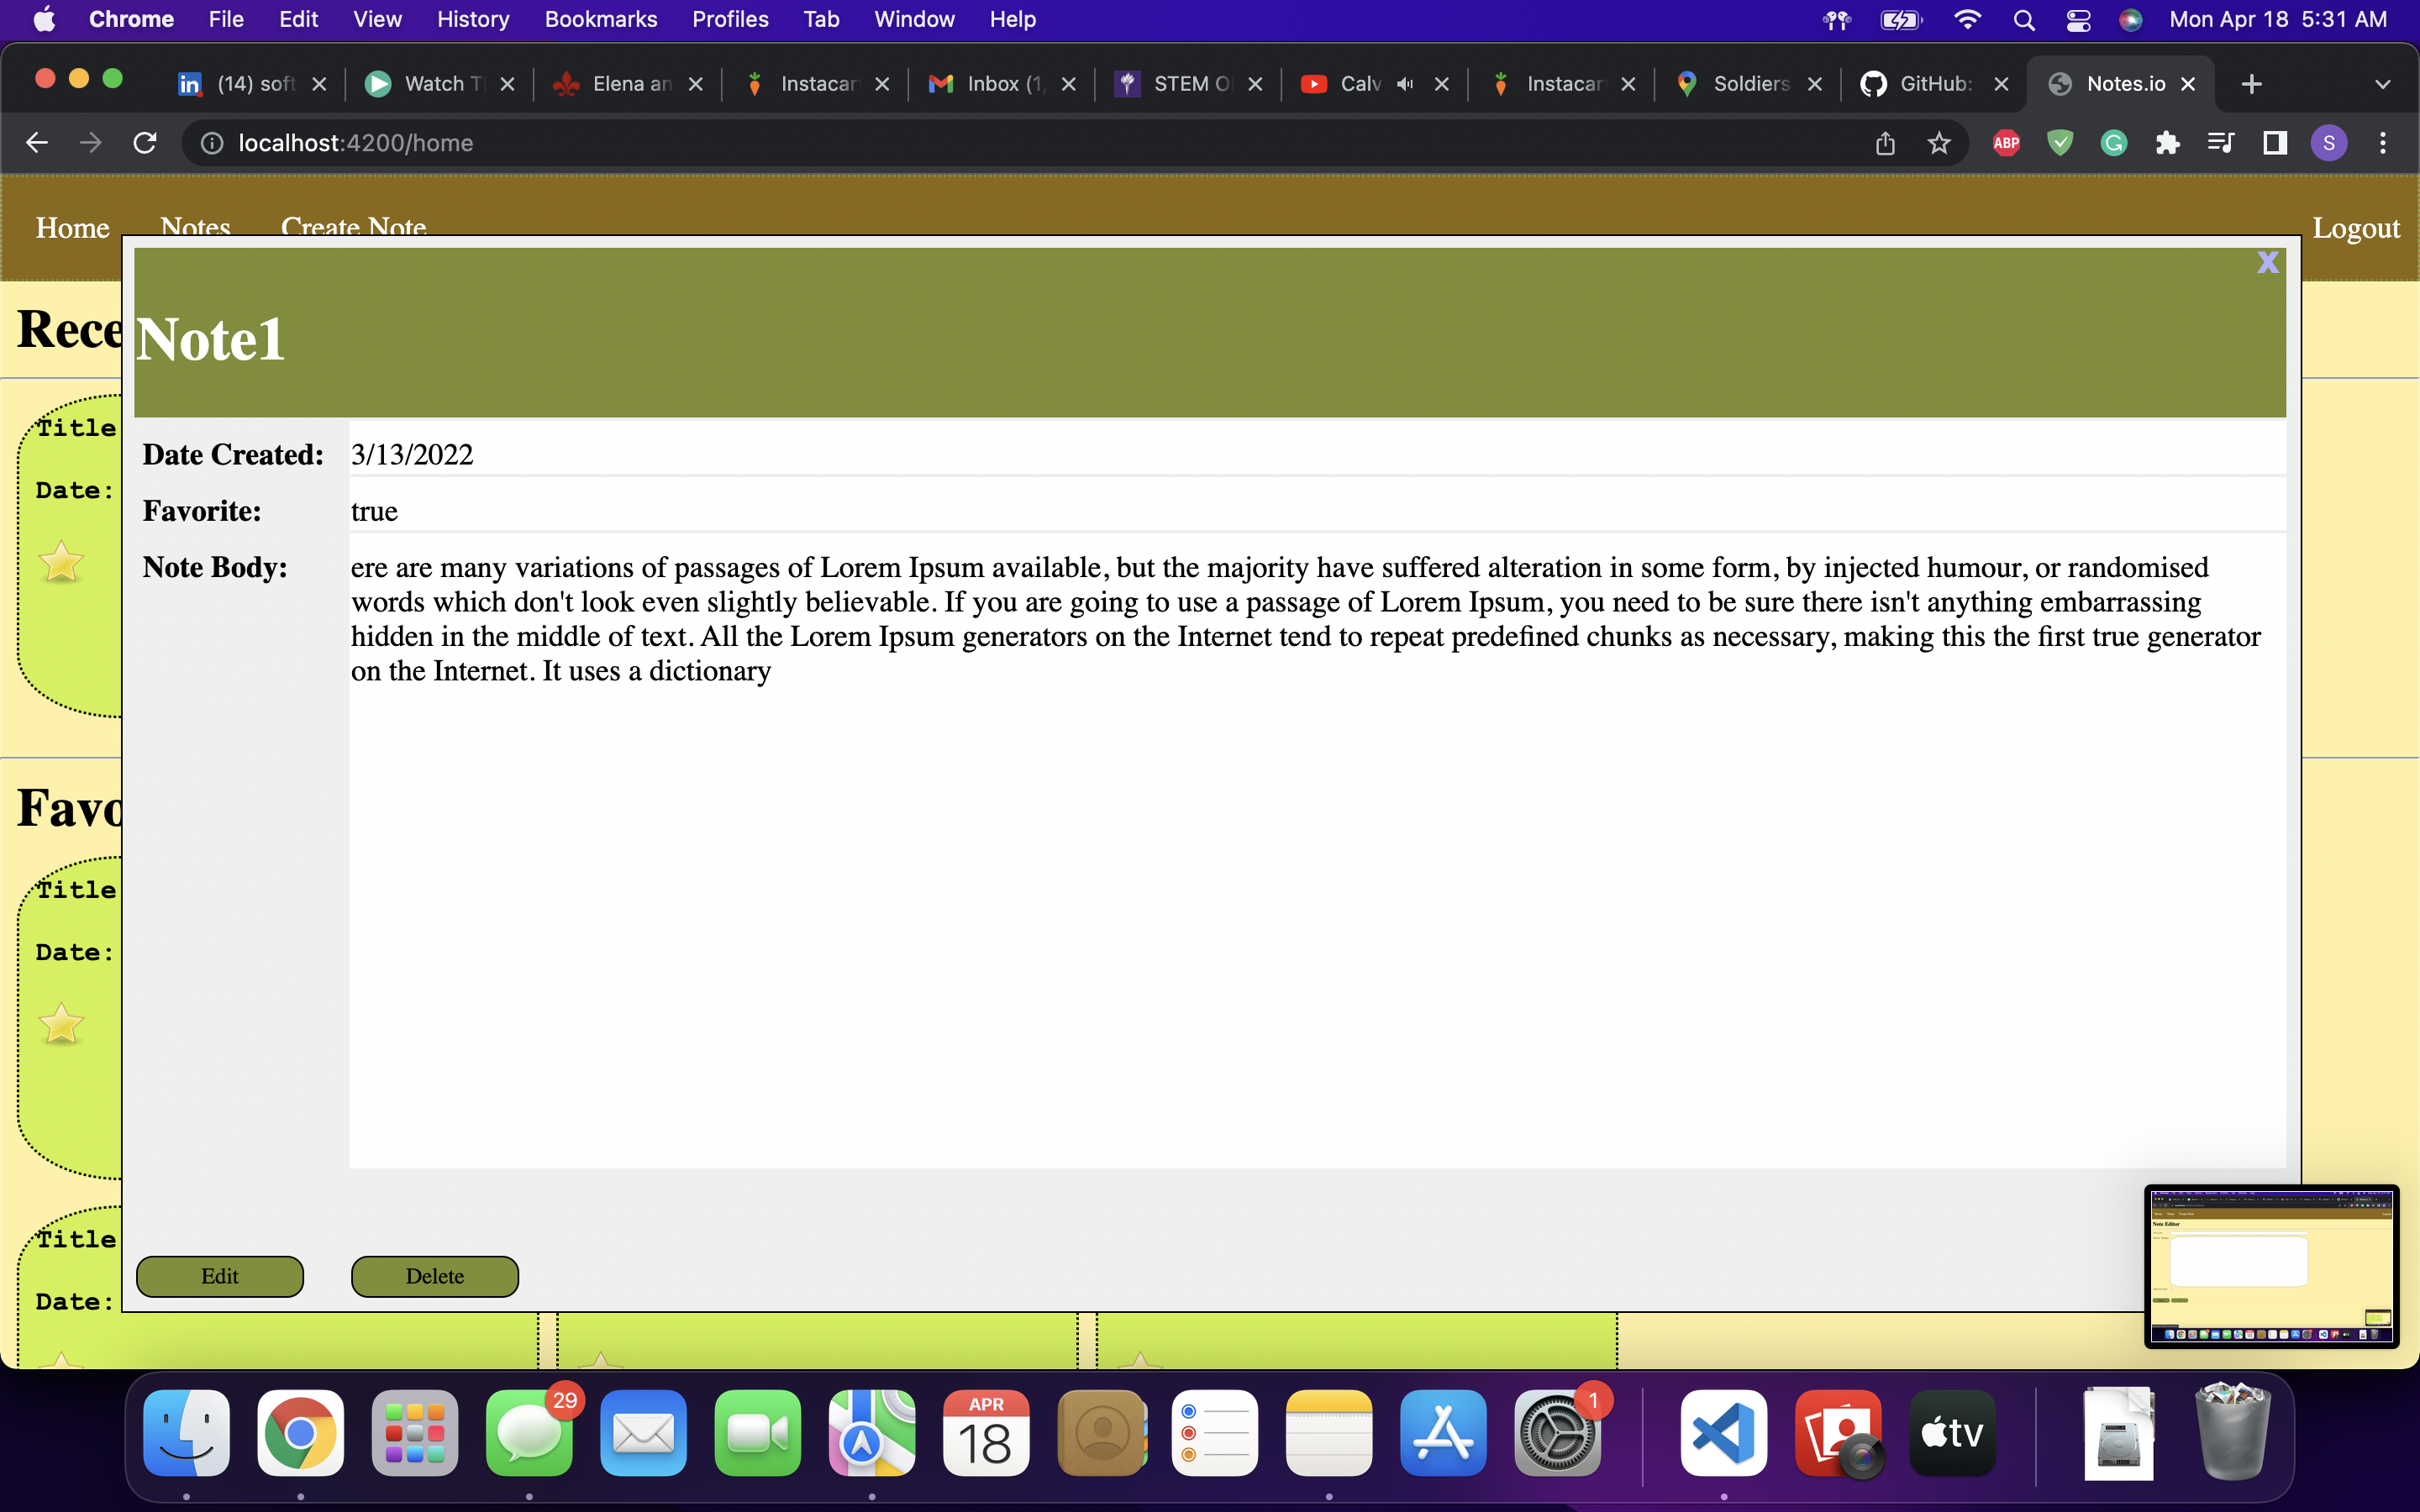 Chrome File Edit View History Bookmarks Profiles Tab Window Help Mon Apr 18 5:31 AM
(14) soft Watch T Elena an Instacar Inbox (1, STEM O Calv Instacar Soldiers GitHub: Notes.io
localhost:4200/home ABP S
Home Notes Create Note Logout
X
Rece
Note1
Title
Date Created: 3/13/2022
Date:
Favorite: true
Note Body: ere are many variations of passages of Lorem Ipsum available, but the majority have suffered alteration in some form, by injected humour, or randomised
words which don't look even slightly believable. If you are going to use a passage of Lorem Ipsum, you need to be sure there isn't anything embarrassing
hidden in the middle of text. All the Lorem Ipsum generators on the Internet tend to repeat predefined chunks as necessary, making this the first true generator
on the Internet. It uses a dictionary
Favo
Title
Date:
Title
Note Editor
Edit Delete
Date:
29 APR 18 1 tv